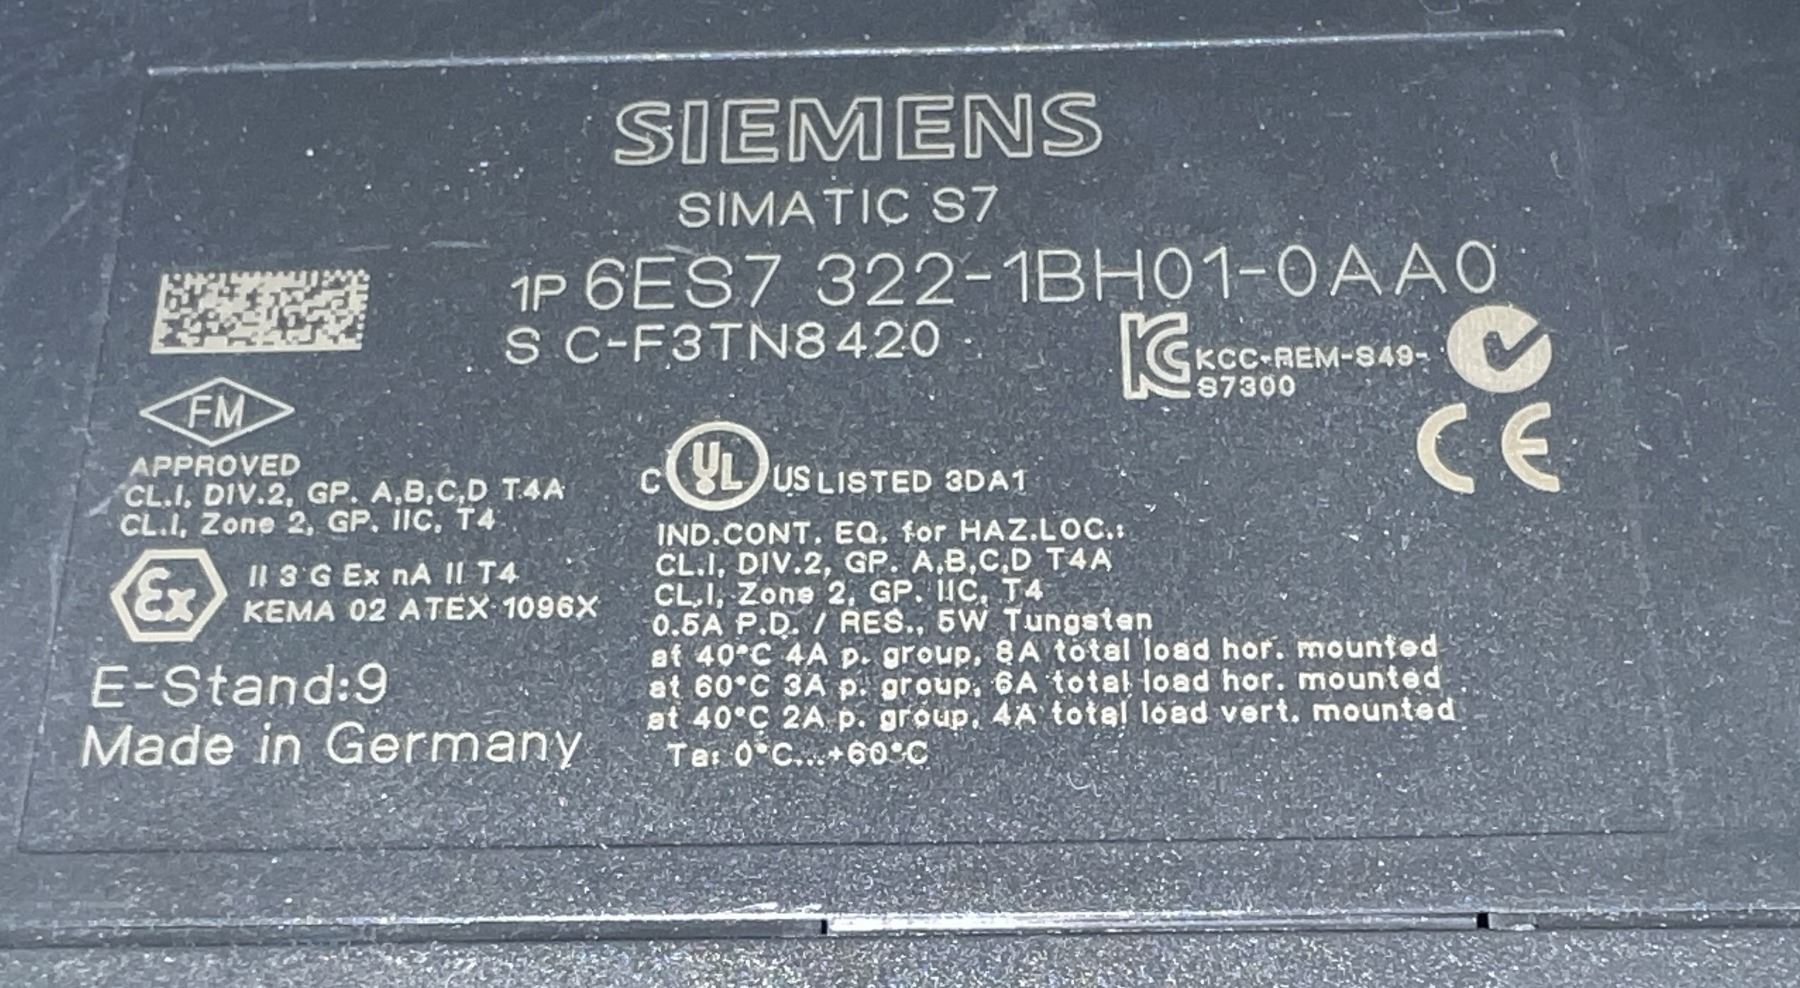 SIEMENS
SIMATIC S7
1P 6ES7 322-1BH01-0AA0
S C-F3TN8420
KCC-REM-S49-
S7300
CE
FM
APPROVED
CL.I, DIV.2, GP. A,B,C,D T4A
CL.I, Zone 2, GP. IIC, T4
Ex II 3 G Ex nA II T4
KEMA 02 ATEX 1096X
E-Stand:9
Made in Germany
C UL US LISTED 3DA1
IND.CONT. EQ. for HAZ.LOC.:
CL.I, DIV.2, GP. A,B,C,D T4A
CL.I, Zone 2, GP. IIC, T4
0.5A P.D. / RES., 5W Tungsten
at 40°C 4A p. group, 8A total load hor. mounted
at 60°C 3A p. group, 6A total load hor. mounted
at 40°C 2A p. group, 4A total load vert. mounted
Ta: 0°C...+60°C